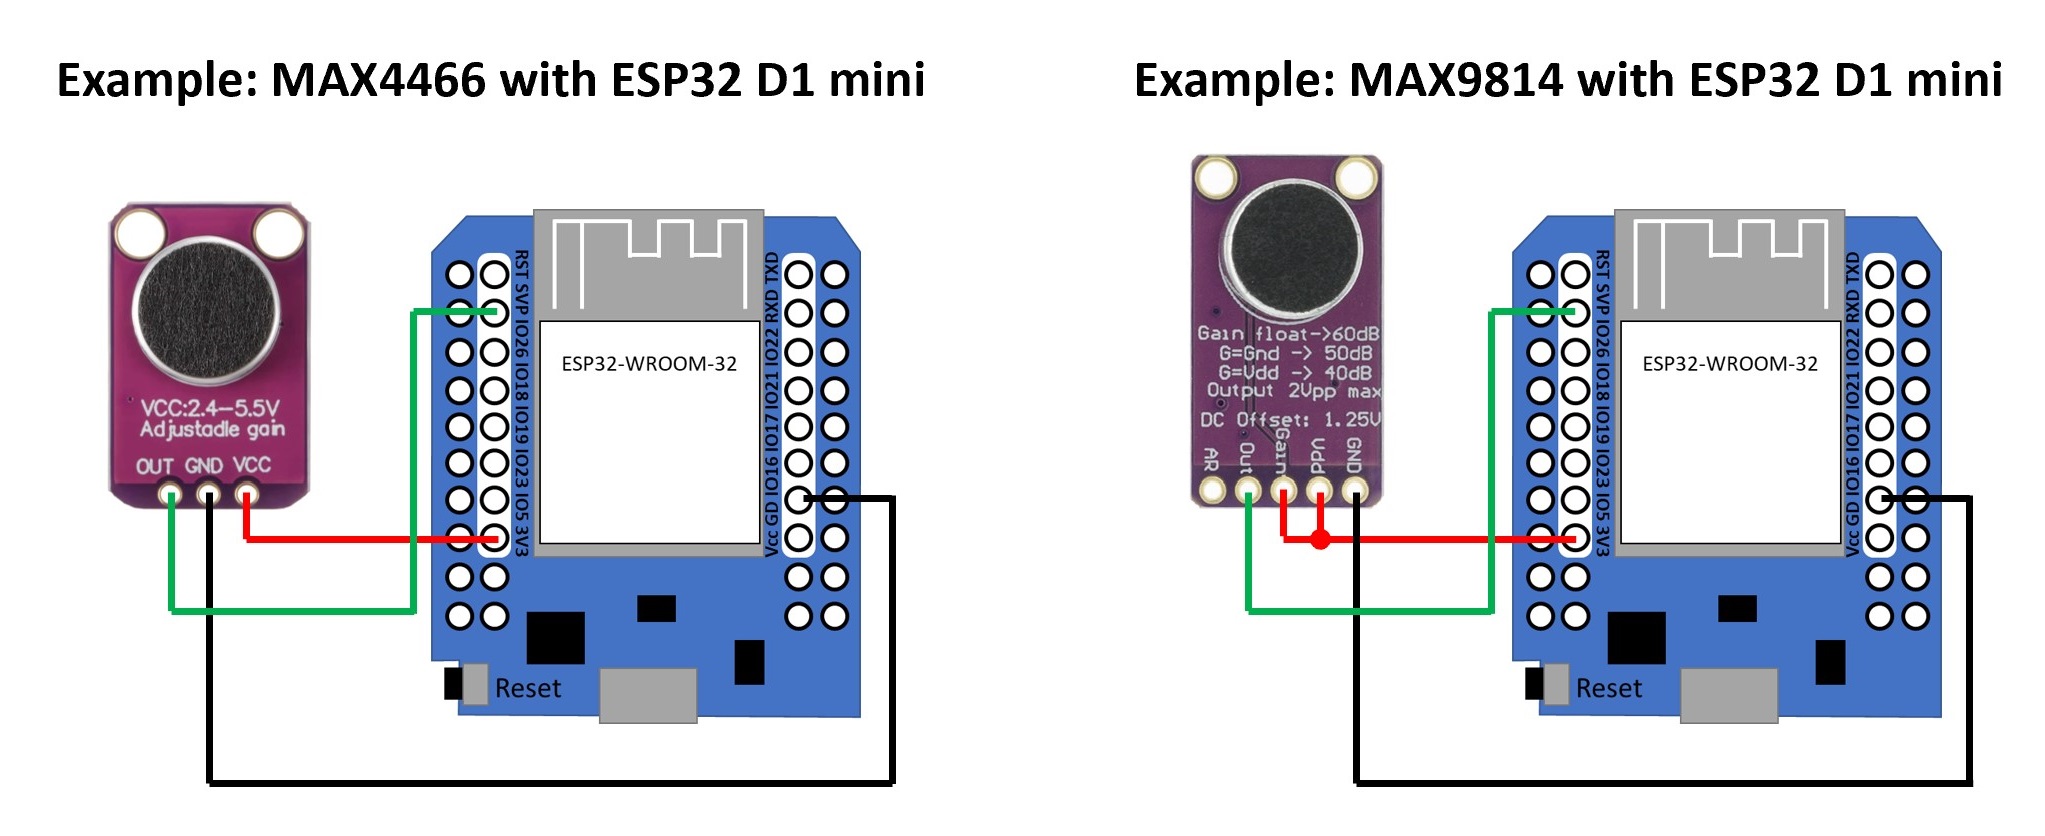 Example: MAX4466 with ESP32 D1 mini
VCC:2.4–5.5V
Adjustadle gain
OUT GND VCC
RST SVP IO26 IO18 IO19 IO23 IO5 3V3
ESP32-WROOM-32
Vcc GD IO16 IO17 IO21 IO22 RXD TXD
Reset
Example: MAX9814 with ESP32 D1 mini
Gain float->60dB
G=Gnd -> 50dB
G=Vdd -> 40dB
Output 2Vpp max
DC Offset: 1.25V
AR Out Gain Vdd GND
RST SVP IO26 IO18 IO19 IO23 IO5 3V3
ESP32-WROOM-32
Vcc GD IO16 IO17 IO21 IO22 RXD TXD
Reset